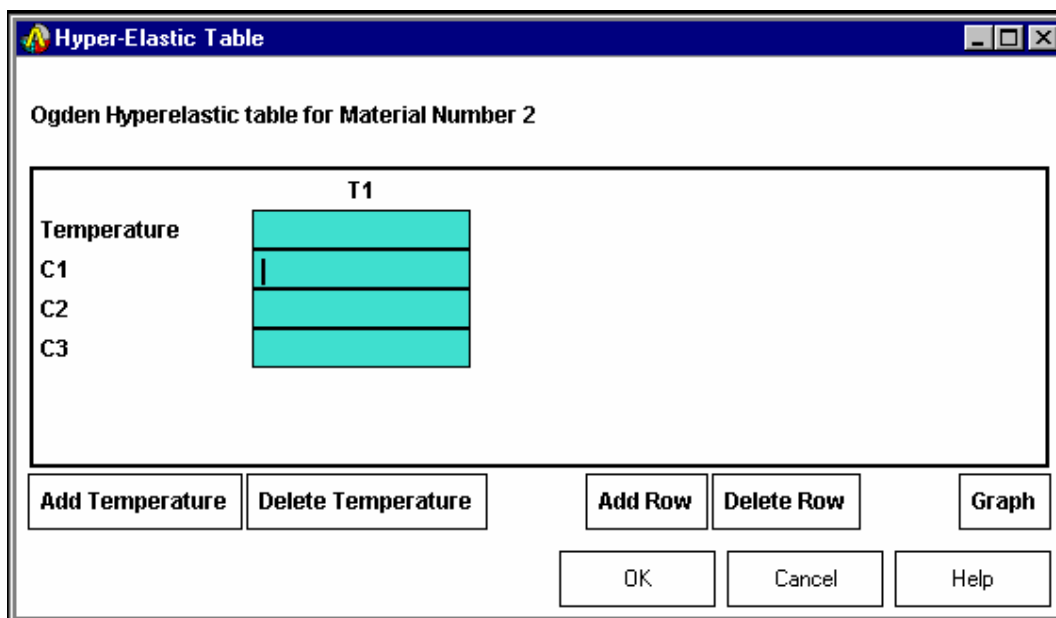 Hyper-Elastic Table
Ogden Hyperelastic table for Material Number 2
T1
Temperature
C1
C2
C3
Add Temperature Delete Temperature Add Row Delete Row Graph
OK Cancel Help